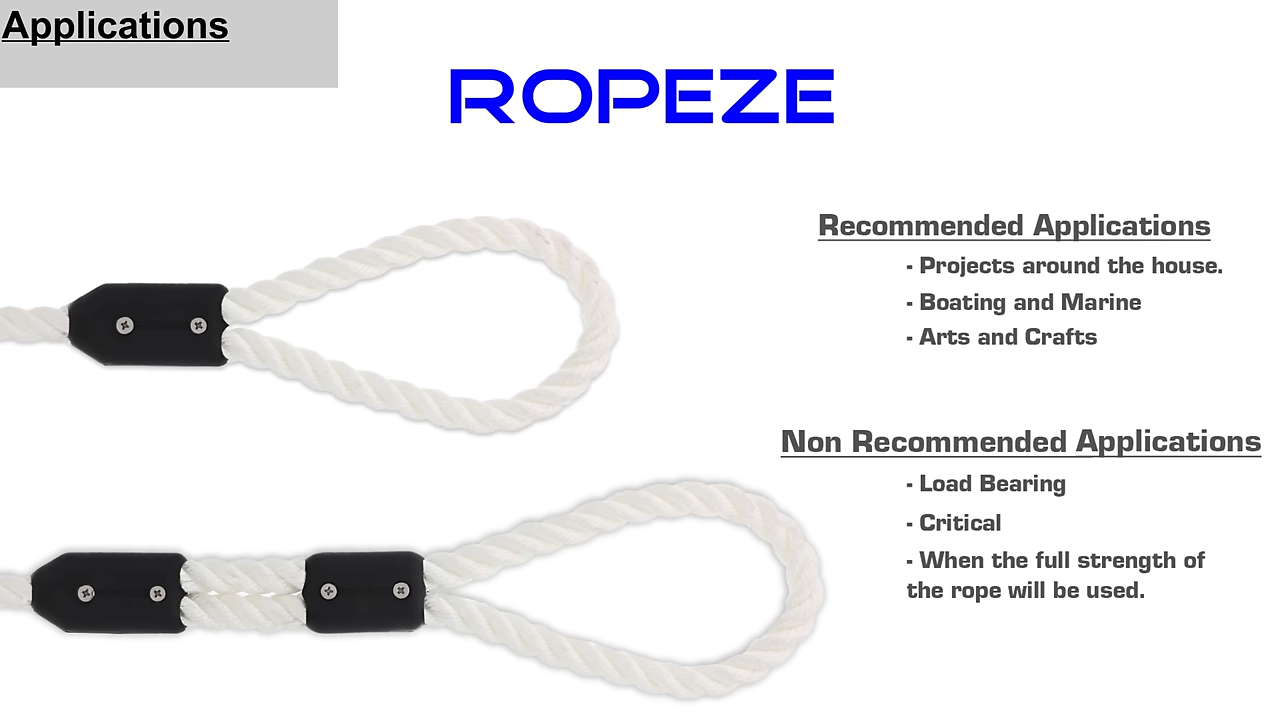 Applications
ROPEZE
Recommended Applications
- Projects around the house.
- Boating and Marine
- Arts and Crafts
Non Recommended Applications
- Load Bearing
- Critical
- When the full strength of
the rope will be used.